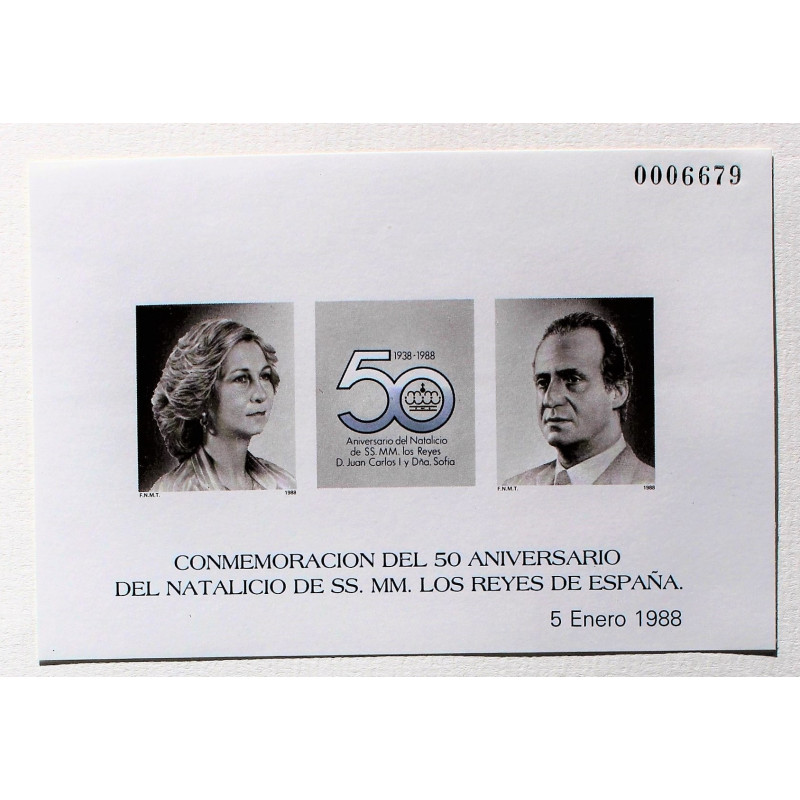 0006679
1938-1988
50
Aniversario del Natalicio
de SS. MM. los Reyes
D. Juan Carlos I y Dña. Sofía
F.N.M.T. 1988
F.N.M.T. 1988
CONMEMORACION DEL 50 ANIVERSARIO
DEL NATALICIO DE SS. MM. LOS REYES DE ESPAÑA.
5 Enero 1988